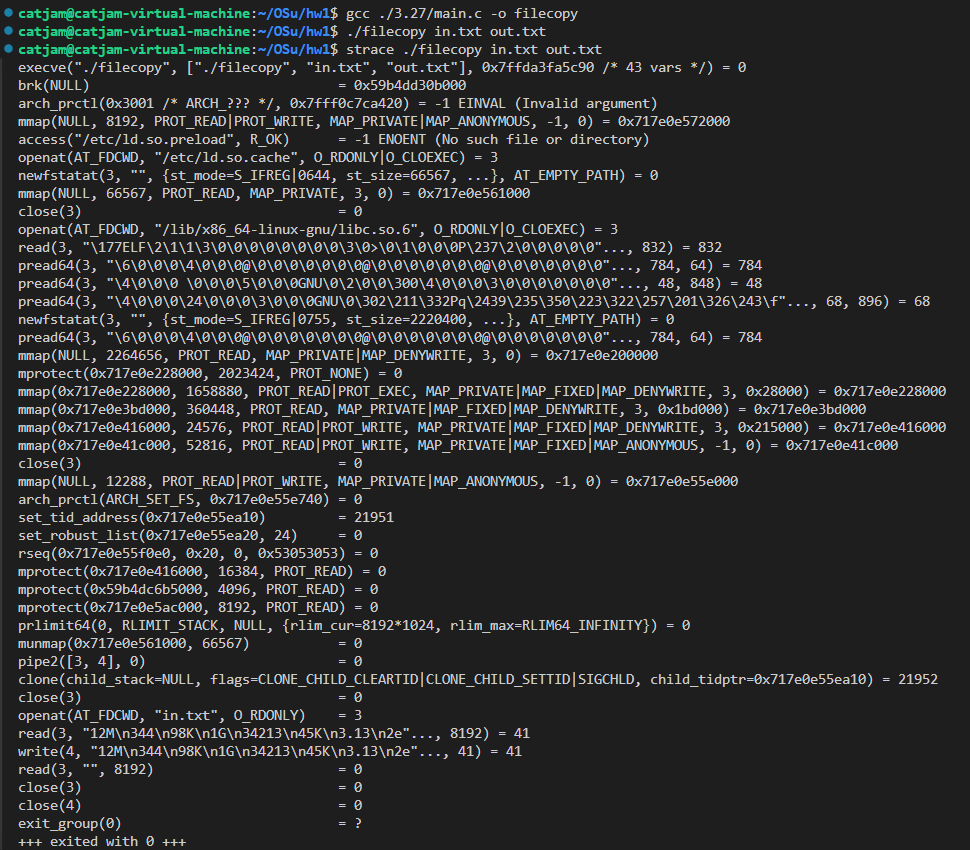 catjam@catjam-virtual-machine:~/OSu/hw1$ gcc ./3.27/main.c -o filecopy
catjam@catjam-virtual-machine:~/OSu/hw1$ ./filecopy in.txt out.txt
catjam@catjam-virtual-machine:~/OSu/hw1$ strace ./filecopy in.txt out.txt
execve("./filecopy", ["./filecopy", "in.txt", "out.txt"], 0x7ffda3fa5c90 /* 43 vars */) = 0
brk(NULL)                               = 0x59b4dd30b000
arch_prctl(0x3001 /* ARCH_??? */, 0x7fff0c7ca420) = -1 EINVAL (Invalid argument)
mmap(NULL, 8192, PROT_READ|PROT_WRITE, MAP_PRIVATE|MAP_ANONYMOUS, -1, 0) = 0x717e0e572000
access("/etc/ld.so.preload", R_OK)      = -1 ENOENT (No such file or directory)
openat(AT_FDCWD, "/etc/ld.so.cache", O_RDONLY|O_CLOEXEC) = 3
newfstatat(3, "", {st_mode=S_IFREG|0644, st_size=66567, ...}, AT_EMPTY_PATH) = 0
mmap(NULL, 66567, PROT_READ, MAP_PRIVATE, 3, 0) = 0x717e0e561000
close(3)                                = 0
openat(AT_FDCWD, "/lib/x86_64-linux-gnu/libc.so.6", O_RDONLY|O_CLOEXEC) = 3
read(3, "\177ELF\2\1\1\3\0\0\0\0\0\0\0\0\3\0>\0\1\0\0\0P\237\2\0\0\0\0\0"..., 832) = 832
pread64(3, "\6\0\0\0\4\0\0\0@\0\0\0\0\0\0\0@\0\0\0\0\0\0\0@\0\0\0\0\0\0\0"..., 784, 64) = 784
pread64(3, "\4\0\0\0 \0\0\0\5\0\0\0GNU\0\2\0\0\300\4\0\0\0\3\0\0\0\0\0\0\0"..., 48, 848) = 48
pread64(3, "\4\0\0\0\24\0\0\0\3\0\0\0GNU\0\302\211\332Pq\2439\235\350\223\322\257\201\326\243\f"..., 68, 896) = 68
newfstatat(3, "", {st_mode=S_IFREG|0755, st_size=2220400, ...}, AT_EMPTY_PATH) = 0
pread64(3, "\6\0\0\0\4\0\0\0@\0\0\0\0\0\0\0@\0\0\0\0\0\0\0@\0\0\0\0\0\0\0"..., 784, 64) = 784
mmap(NULL, 2264656, PROT_READ, MAP_PRIVATE|MAP_DENYWRITE, 3, 0) = 0x717e0e200000
mprotect(0x717e0e228000, 2023424, PROT_NONE) = 0
mmap(0x717e0e228000, 1658880, PROT_READ|PROT_EXEC, MAP_PRIVATE|MAP_FIXED|MAP_DENYWRITE, 3, 0x28000) = 0x717e0e228000
mmap(0x717e0e3bd000, 360448, PROT_READ, MAP_PRIVATE|MAP_FIXED|MAP_DENYWRITE, 3, 0x1bd000) = 0x717e0e3bd000
mmap(0x717e0e416000, 24576, PROT_READ|PROT_WRITE, MAP_PRIVATE|MAP_FIXED|MAP_DENYWRITE, 3, 0x215000) = 0x717e0e416000
mmap(0x717e0e41c000, 52816, PROT_READ|PROT_WRITE, MAP_PRIVATE|MAP_FIXED|MAP_ANONYMOUS, -1, 0) = 0x717e0e41c000
close(3)                                = 0
mmap(NULL, 12288, PROT_READ|PROT_WRITE, MAP_PRIVATE|MAP_ANONYMOUS, -1, 0) = 0x717e0e55e000
arch_prctl(ARCH_SET_FS, 0x717e0e55e740) = 0
set_tid_address(0x717e0e55ea10)         = 21951
set_robust_list(0x717e0e55ea20, 24)     = 0
rseq(0x717e0e55f0e0, 0x20, 0, 0x53053053) = 0
mprotect(0x717e0e416000, 16384, PROT_READ) = 0
mprotect(0x59b4dc6b5000, 4096, PROT_READ) = 0
mprotect(0x717e0e5ac000, 8192, PROT_READ) = 0
prlimit64(0, RLIMIT_STACK, NULL, {rlim_cur=8192*1024, rlim_max=RLIM64_INFINITY}) = 0
munmap(0x717e0e561000, 66567)           = 0
pipe2([3, 4], 0)                        = 0
clone(child_stack=NULL, flags=CLONE_CHILD_CLEARTID|CLONE_CHILD_SETTID|SIGCHLD, child_tidptr=0x717e0e55ea10) = 21952
close(3)                                = 0
openat(AT_FDCWD, "in.txt", O_RDONLY)    = 3
read(3, "12M\n344\n98K\n1G\n34213\n45K\n3.13\n2e"..., 8192) = 41
write(4, "12M\n344\n98K\n1G\n34213\n45K\n3.13\n2e"..., 41) = 41
read(3, "", 8192)                       = 0
close(3)                                = 0
close(4)                                = 0
exit_group(0)                           = ?
+++ exited with 0 +++